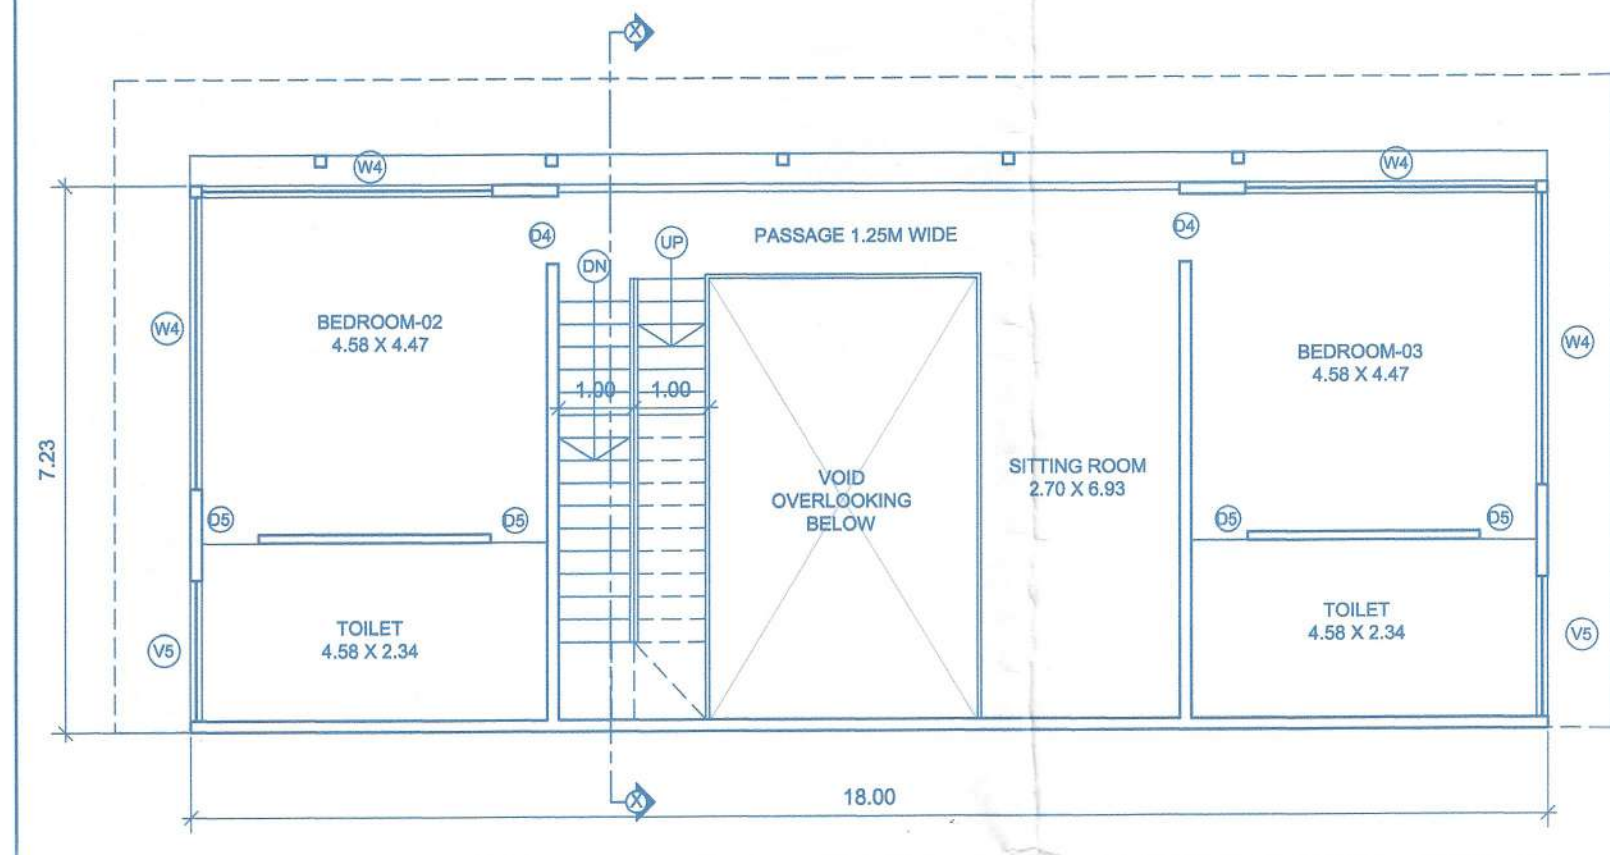 X
W4
W4
D4
UP
PASSAGE 1.25M WIDE
D4
DN
W4
BEDROOM-02
4.58 X 4.47
W4
BEDROOM-03
4.58 X 4.47
1.00
1.00
7.23
SITTING ROOM
2.70 X 6.93
VOID
OVERLOOKING
BELOW
D5
D5
D5
D5
TOILET
4.58 X 2.34
TOILET
4.58 X 2.34
V5
V5
X
18.00